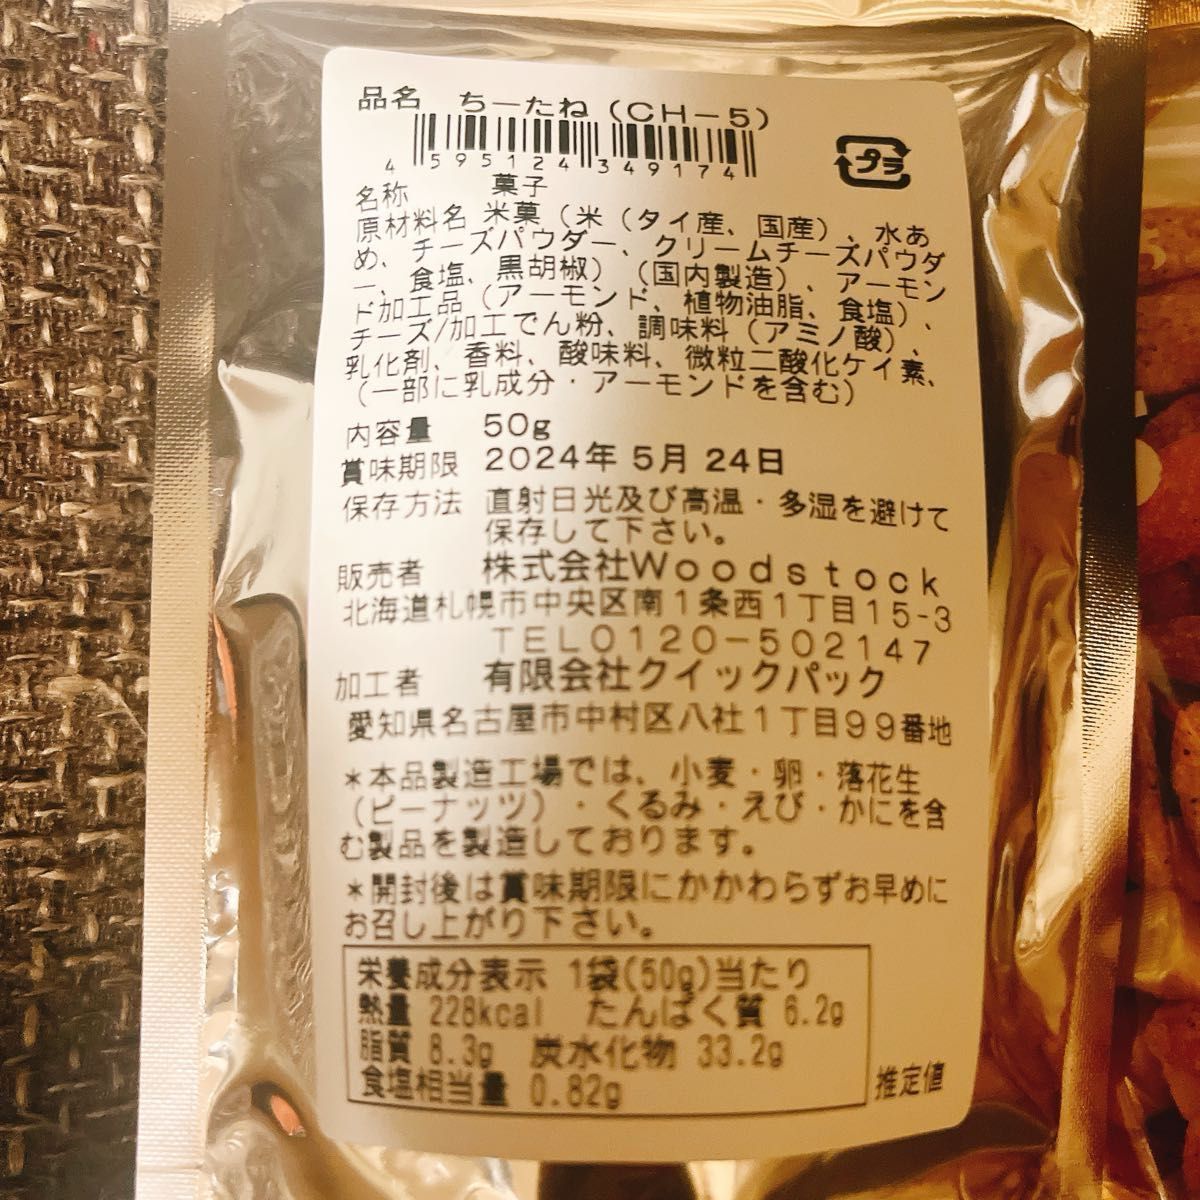 品名　ちーたね(CH-5)
4 595124 349174
プラ
名称　菓子
原材料名 米菓（米（タイ産、国産）、水あ
め、チーズパウダー、クリームチーズパウダ
ー、食塩、黒胡椒）（国内製造）、アーモン
ド加工品（アーモンド、植物油脂、食塩）、
チーズ/加工でん粉、調味料（アミノ酸）、
乳化剤、香料、酸味料、微粒二酸化ケイ素、
（一部に乳成分・アーモンドを含む）
内容量　50g
賞味期限　2024年 5月 24日
保存方法　直射日光及び高温・多湿を避けて
保存して下さい。
販売者　株式会社Woodstock
北海道札幌市中央区南1条西1丁目15-3
TEL0120-502147
加工者　有限会社クイックパック
愛知県名古屋市中村区八社1丁目99番地
*本品製造工場では、小麦・卵・落花生
（ピーナッツ）・くるみ・えび・かにを含
む製品を製造しております。
*開封後は賞味期限にかかわらずお早めに
お召し上がり下さい。
栄養成分表示 1袋(50g)当たり
熱量 228kcal　たんぱく質 6.2g
脂質 8.3g　炭水化物 33.2g
食塩相当量 0.82g
推定値